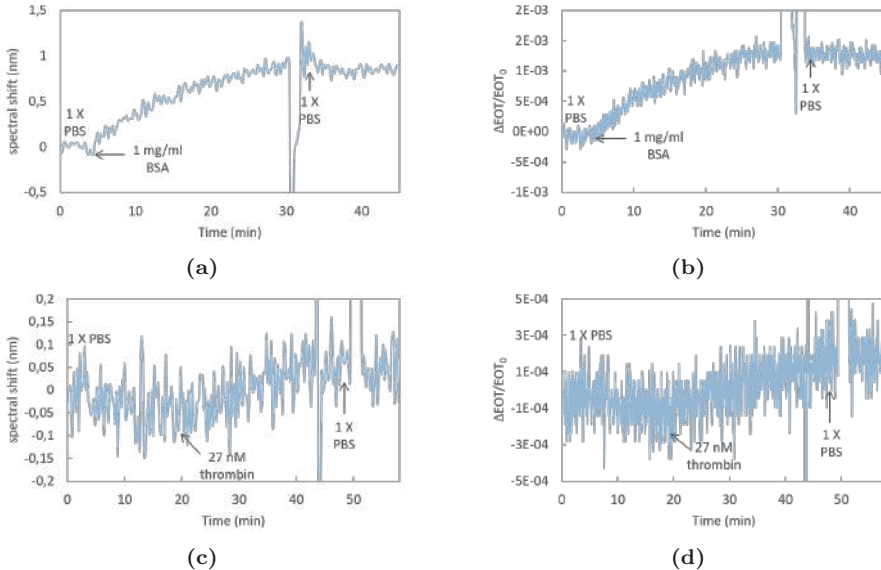 spectral shift (nm)
1,5
1
0,5
0
-0,5
1 X
PBS
1 mg/ml
BSA
1 X
PBS
0
10
20
30
40
Time (min)
(a)
ΔEOT/EOT₀
2E-03
1E-03
5E-04
0E+00
-5E-04
-1E-03
1 X
PBS
1 mg/ml
BSA
1 X
PBS
0
10
20
30
40
Time (min)
(b)
spectral shift (nm)
0,2
0,15
0,1
0,05
0
-0,05
-0,1
-0,15
-0,2
1 X PBS
27 nM
thrombin
1 X
PBS
0
10
20
30
40
50
Time (min)
(c)
ΔEOT/EOT₀
5E-04
3E-04
1E-04
-1E-04
-3E-04
-5E-04
1 X PBS
27 nM
thrombin
1 X
PBS
0
10
20
30
40
50
Time (min)
(d)